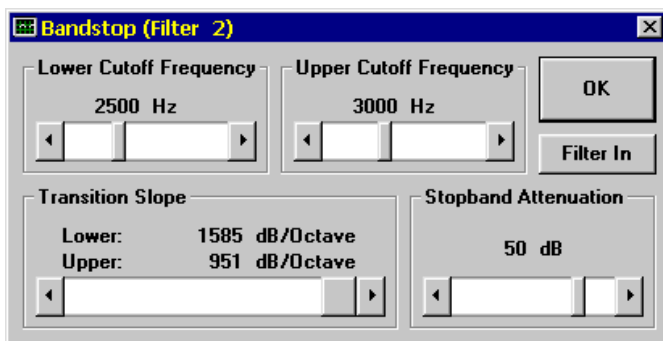 Bandstop (Filter 2)
Lower Cutoff Frequency
2500 Hz
Upper Cutoff Frequency
3000 Hz
OK
Filter In
Transition Slope
Lower: 1585 dB/Octave
Upper: 951 dB/Octave
Stopband Attenuation
50 dB